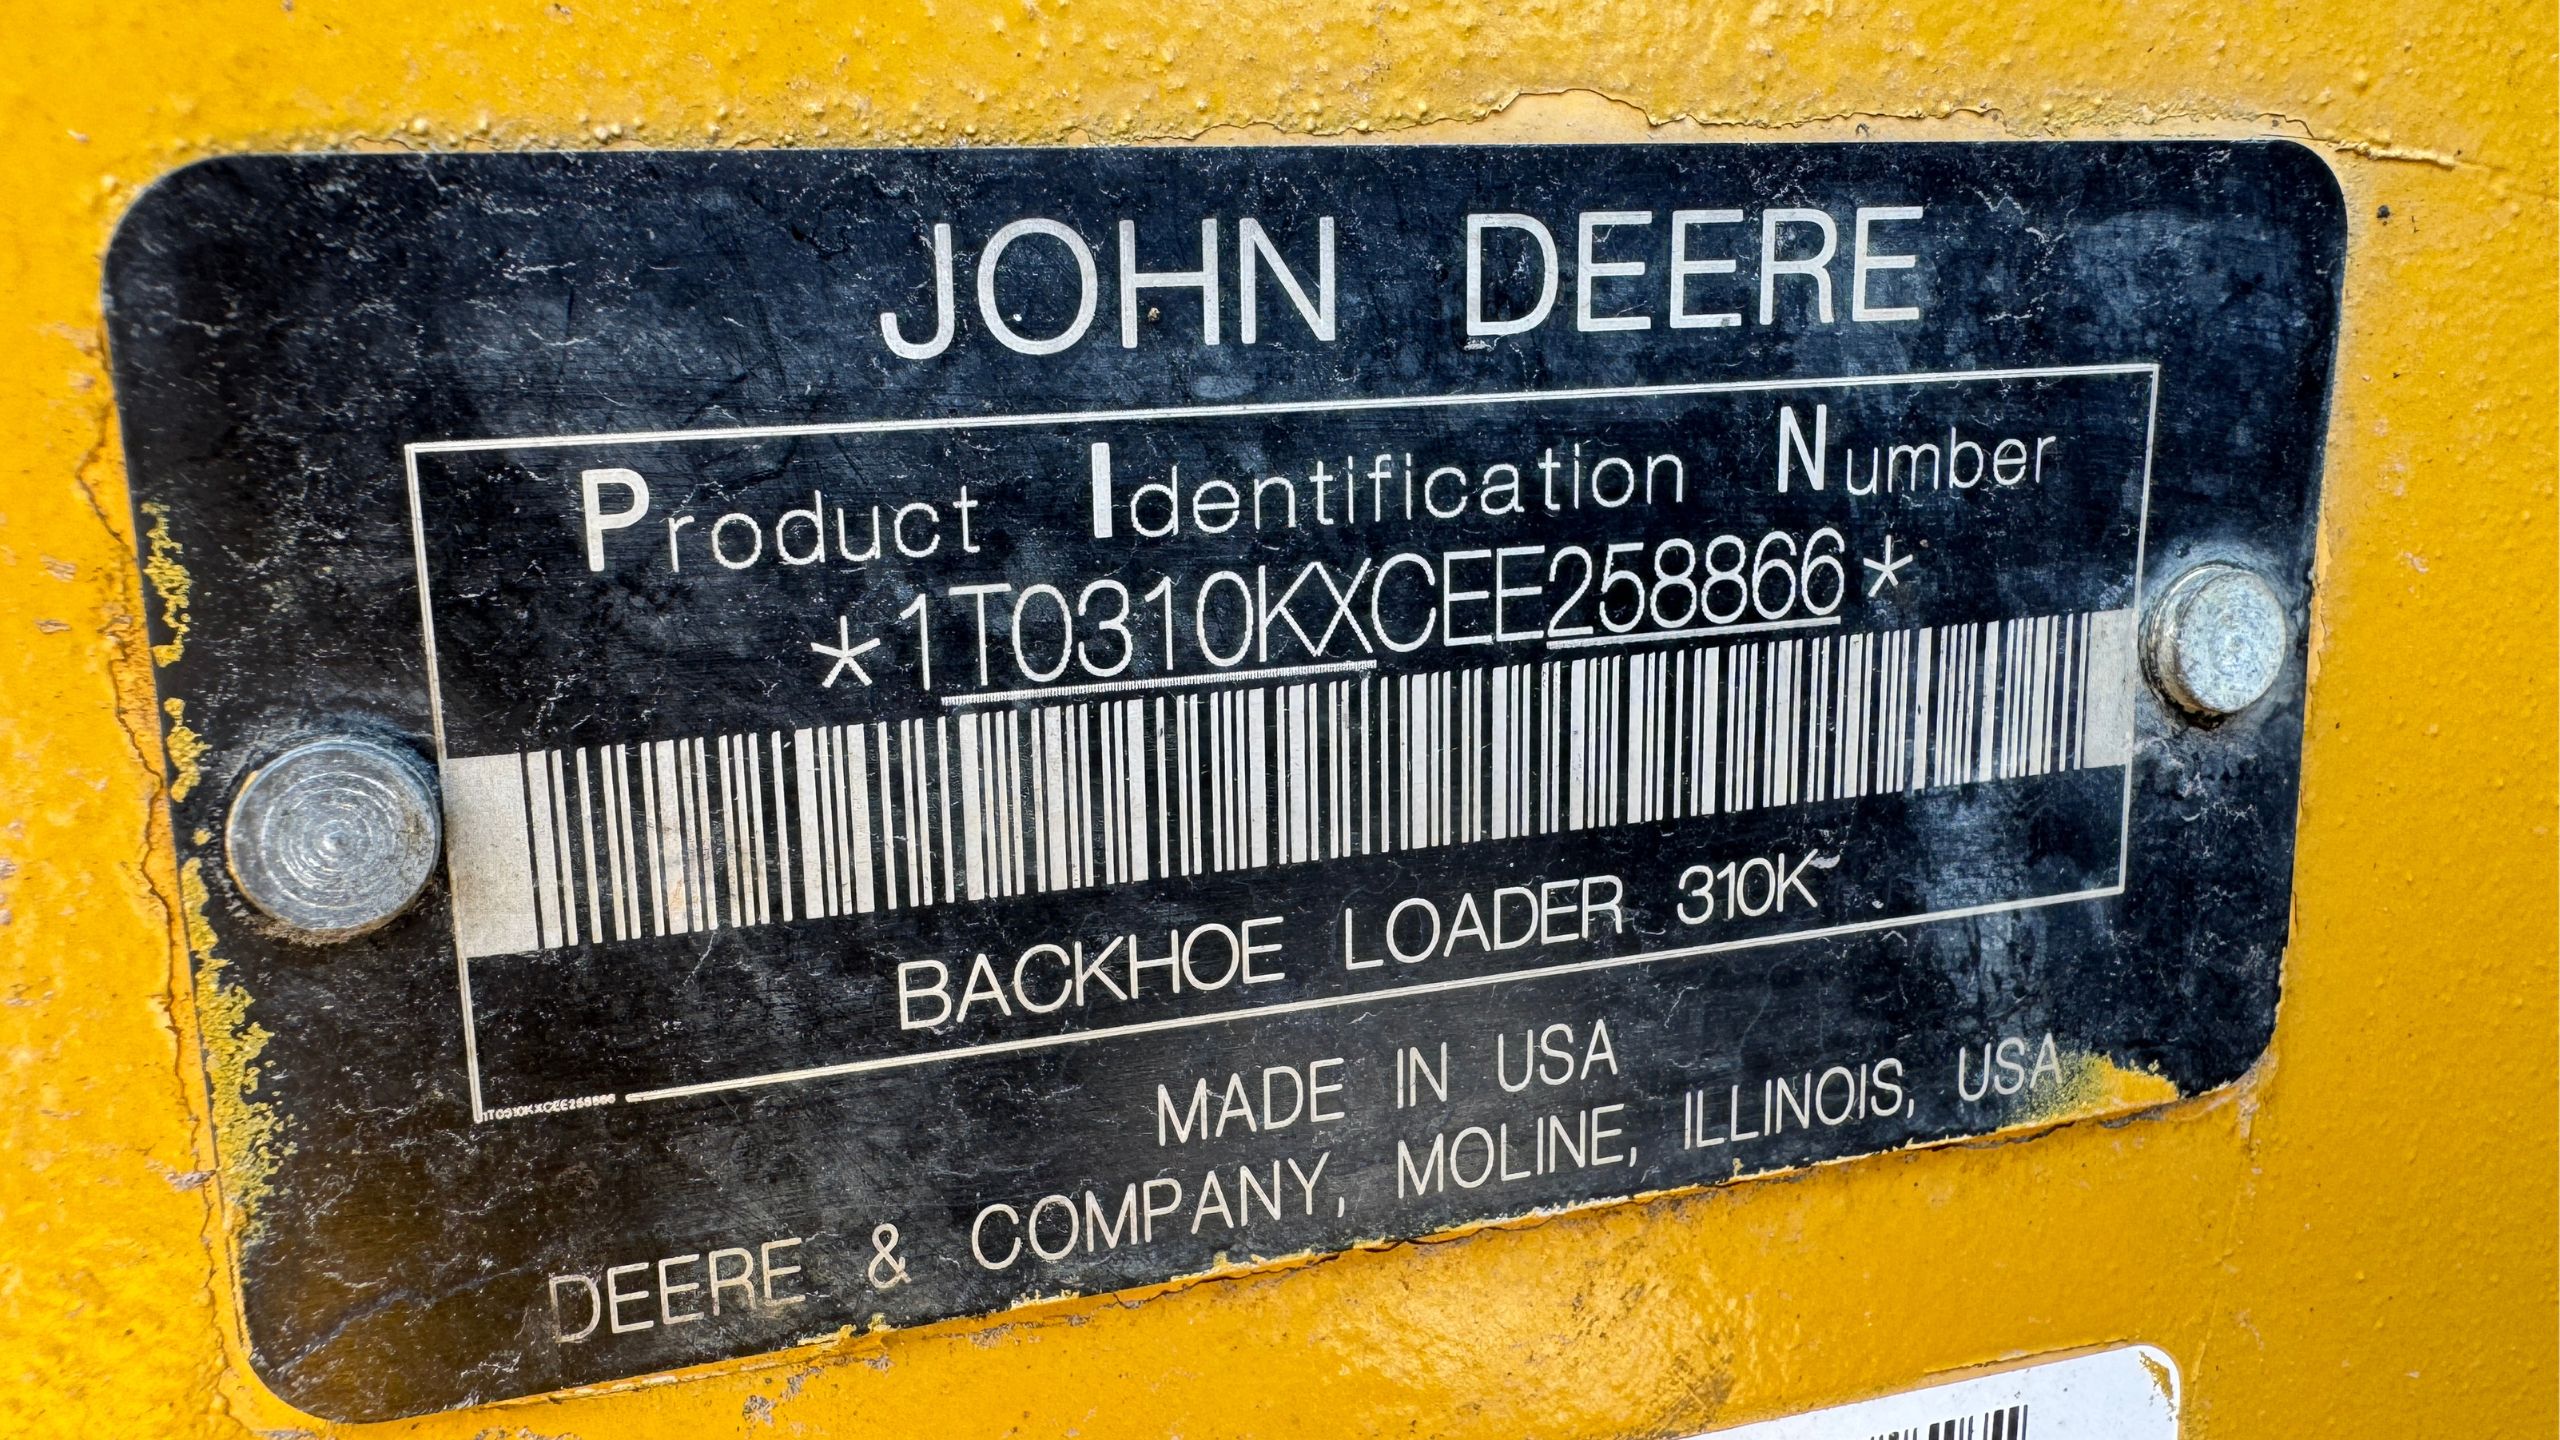 JOHN DEERE
Product Identification Number
*1T0310KXCEE258866*
BACKHOE LOADER 310K
1T0310KXCEE258866
MADE IN USA
DEERE & COMPANY, MOLINE, ILLINOIS, USA